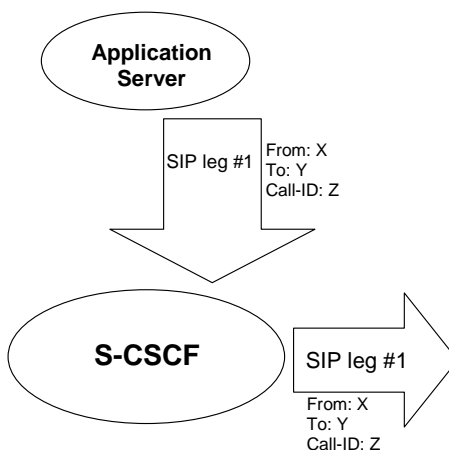 Application
Server
SIP leg #1
From: X
To: Y
Call-ID: Z
S-CSCF
SIP leg #1
From: X
To: Y
Call-ID: Z